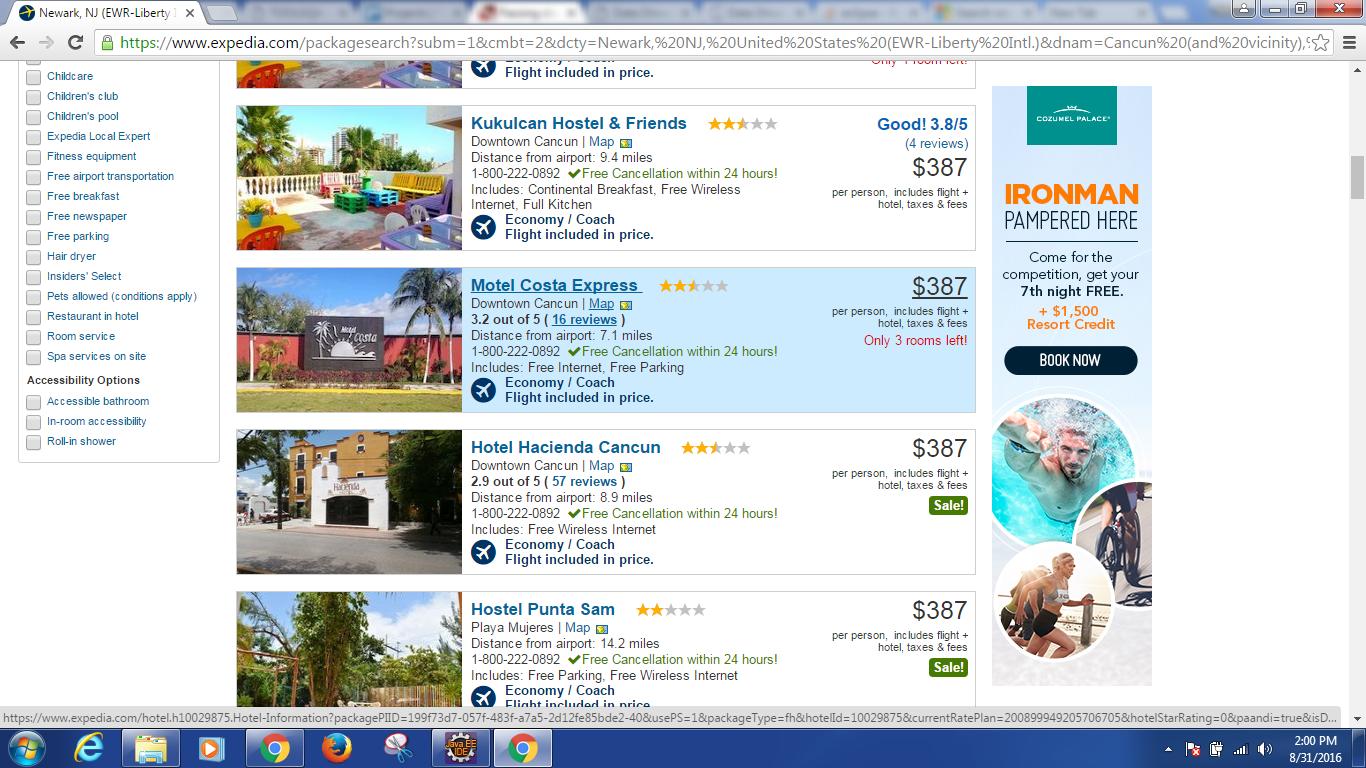 Newark, NJ (EWR-Liberty I
https://www.expedia.com/packagesearch?subm=1&cmbt=2&dcty=Newark,%20NJ,%20United%20States%20(EWR-Liberty%20Intl.)&dnam=Cancun%20(and%20vicinity),
Childcare
Children's club
Children's pool
Expedia Local Expert
Fitness equipment
Free airport transportation
Free breakfast
Free newspaper
Free parking
Hair dryer
Insiders' Select
Pets allowed (conditions apply)
Restaurant in hotel
Room service
Spa services on site
Accessibility Options
Accessible bathroom
In-room accessibility
Roll-in shower
Economy / Coach
Flight included in price.
Only 1 room left!
Kukulcan Hostel & Friends
Downtown Cancun | Map
Distance from airport: 9.4 miles
1-800-222-0892 Free Cancellation within 24 hours!
Includes: Continental Breakfast, Free Wireless
Internet, Full Kitchen
Economy / Coach
Flight included in price.
Good! 3.8/5
(4 reviews)
$387
per person, includes flight +
hotel, taxes & fees
Motel Costa Express
Downtown Cancun | Map
3.2 out of 5 ( 16 reviews )
Distance from airport: 7.1 miles
1-800-222-0892 Free Cancellation within 24 hours!
Includes: Free Internet, Free Parking
Economy / Coach
Flight included in price.
$387
per person, includes flight +
hotel, taxes & fees
Only 3 rooms left!
Motel
Costa
Hotel Hacienda Cancun
Downtown Cancun | Map
2.9 out of 5 ( 57 reviews )
Distance from airport: 8.9 miles
1-800-222-0892 Free Cancellation within 24 hours!
Includes: Free Wireless Internet
Economy / Coach
Flight included in price.
$387
per person, includes flight +
hotel, taxes & fees
Sale!
Hacienda
Hostel Punta Sam
Playa Mujeres | Map
Distance from airport: 14.2 miles
1-800-222-0892 Free Cancellation within 24 hours!
Includes: Free Parking, Free Wireless Internet
Economy / Coach
Flight included in price.
$387
per person, includes flight +
hotel, taxes & fees
Sale!
COZUMEL PALACE
IRONMAN
PAMPERED HERE
Come for the
competition, get your
7th night FREE.
+ $1,500
Resort Credit
BOOK NOW
https://www.expedia.com/hotel.h10029875.Hotel-Information?packagePIID=199f73d7-057f-483f-a7a5-2d12fe85bde2-40&usePS=1&packageType=fh&hotelId=10029875&currentRatePlan=200899949205706705&hotelStarRating=0&paandi=true&isD...
Java EE
IDE
2:00 PM
8/31/2016